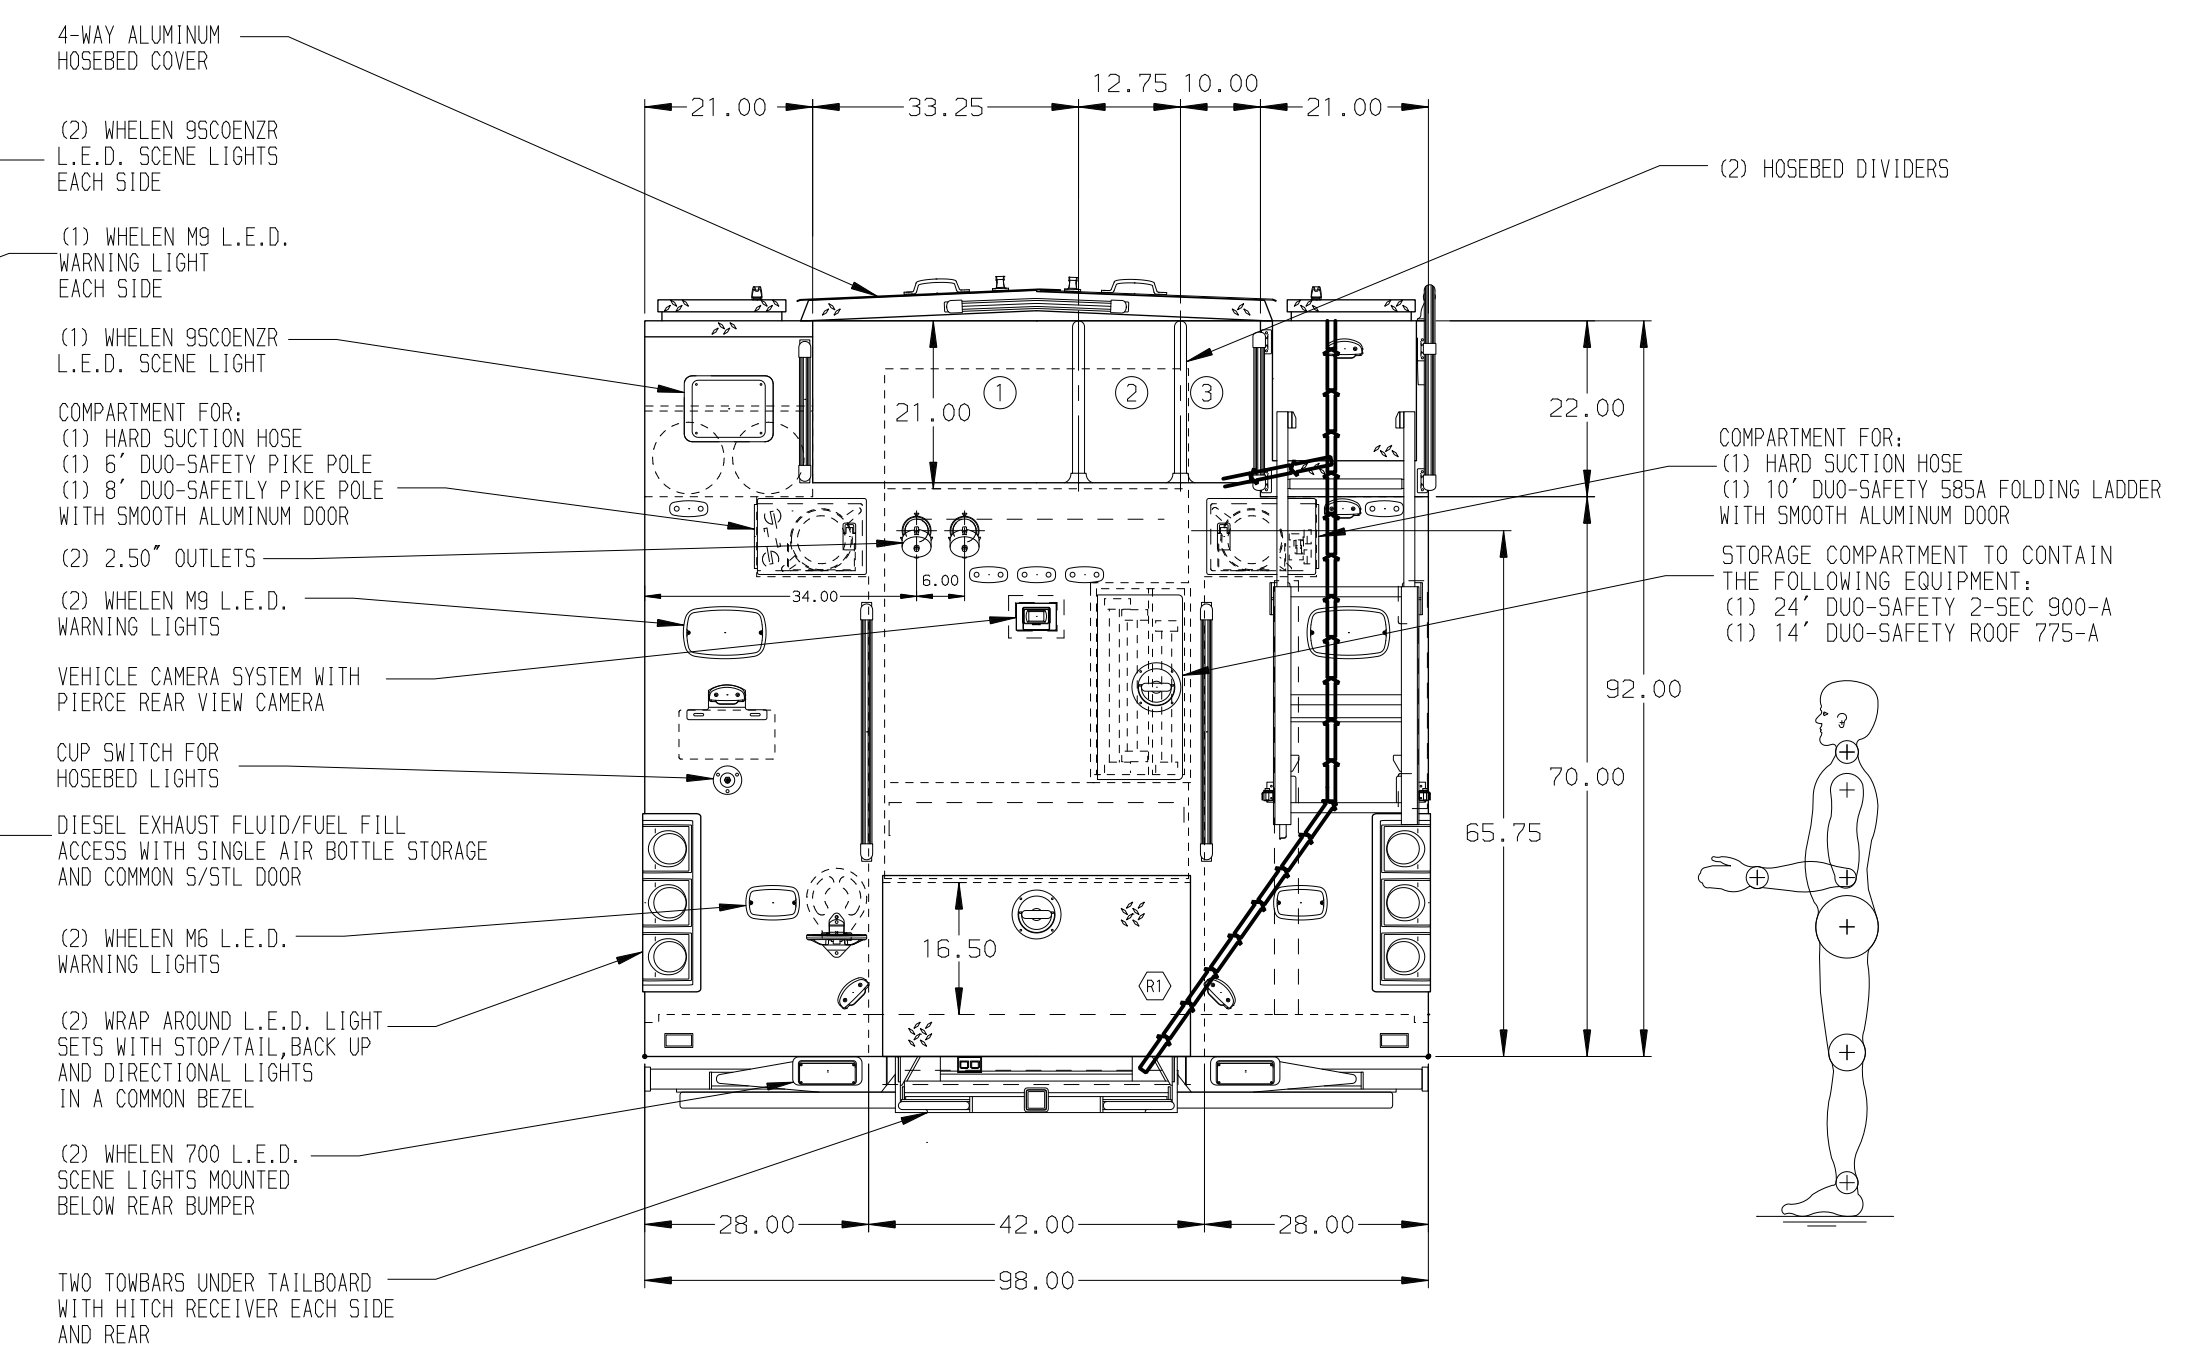 4-WAY ALUMINUM
HOSEBED COVER
(2) WHELEN 9SC0ENZR
L.E.D. SCENE LIGHTS
EACH SIDE
(1) WHELEN M9 L.E.D.
WARNING LIGHT
EACH SIDE
(1) WHELEN 9SC0ENZR
L.E.D. SCENE LIGHT
COMPARTMENT FOR:
(1) HARD SUCTION HOSE
(1) 6' DUO-SAFETY PIKE POLE
(1) 8' DUO-SAFETLY PIKE POLE
WITH SMOOTH ALUMINUM DOOR
(2) 2.50" OUTLETS
(2) WHELEN M9 L.E.D.
WARNING LIGHTS
VEHICLE CAMERA SYSTEM WITH
PIERCE REAR VIEW CAMERA
CUP SWITCH FOR
HOSEBED LIGHTS
DIESEL EXHAUST FLUID/FUEL FILL
ACCESS WITH SINGLE AIR BOTTLE STORAGE
AND COMMON S/STL DOOR
(2) WHELEN M6 L.E.D.
WARNING LIGHTS
(2) WRAP AROUND L.E.D. LIGHT
SETS WITH STOP/TAIL,BACK UP
AND DIRECTIONAL LIGHTS
IN A COMMON BEZEL
(2) WHELEN 700 L.E.D.
SCENE LIGHTS MOUNTED
BELOW REAR BUMPER
TWO TOWBARS UNDER TAILBOARD
WITH HITCH RECEIVER EACH SIDE
AND REAR
12.75 10.00
21.00 33.25 21.00
1 2 3
21.00
6.00
34.00
16.50
R1
22.00
92.00
70.00
65.75
28.00 42.00 28.00
98.00
(2) HOSEBED DIVIDERS
COMPARTMENT FOR:
(1) HARD SUCTION HOSE
(1) 10' DUO-SAFETY 585A FOLDING LADDER
WITH SMOOTH ALUMINUM DOOR
STORAGE COMPARTMENT TO CONTAIN
THE FOLLOWING EQUIPMENT:
(1) 24' DUO-SAFETY 2-SEC 900-A
(1) 14' DUO-SAFETY ROOF 775-A